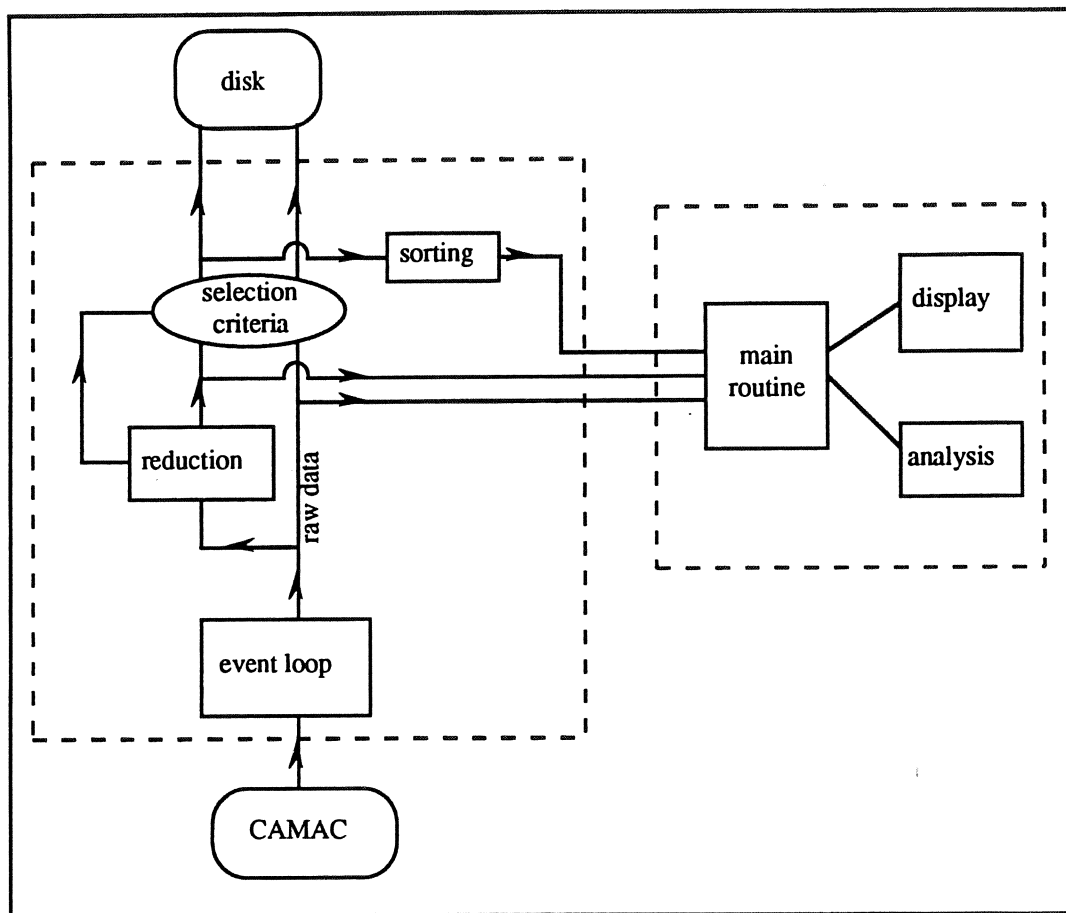 disk
sorting
selection
criteria
display
main
routine
reduction
raw data
analysis
event loop
CAMAC